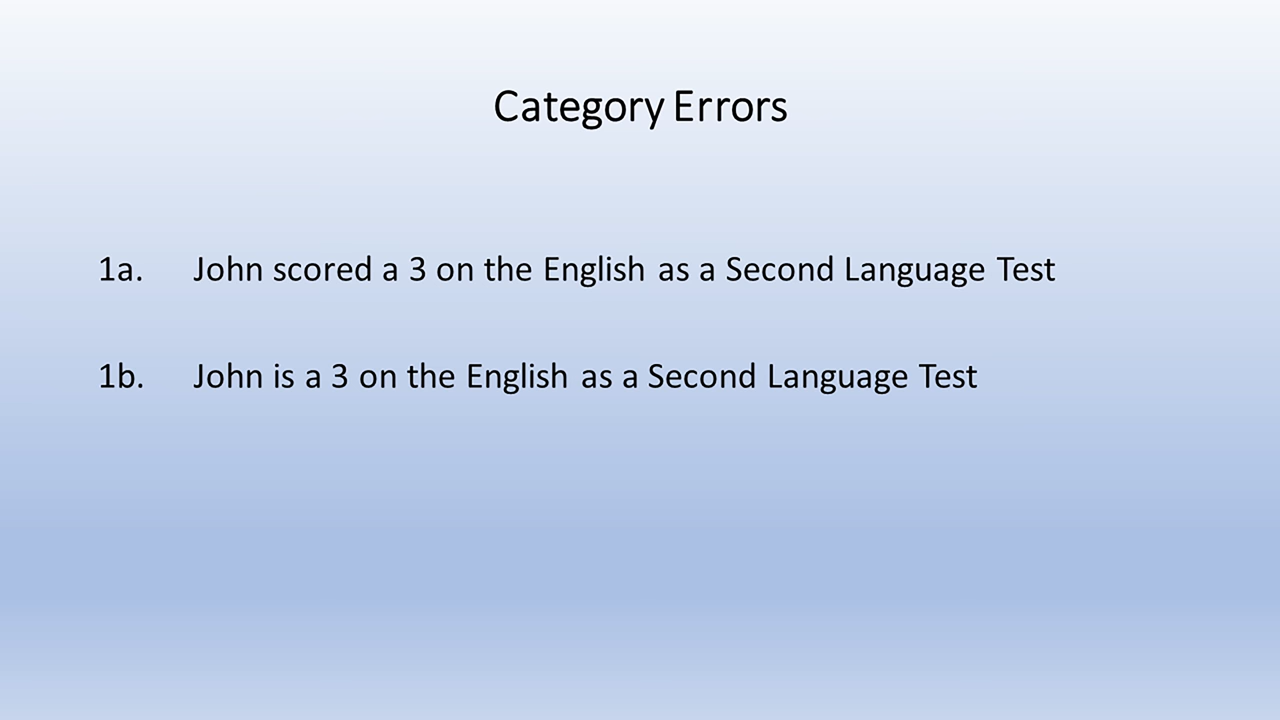 Category Errors
1a. John scored a 3 on the English as a Second Language Test
1b. John is a 3 on the English as a Second Language Test